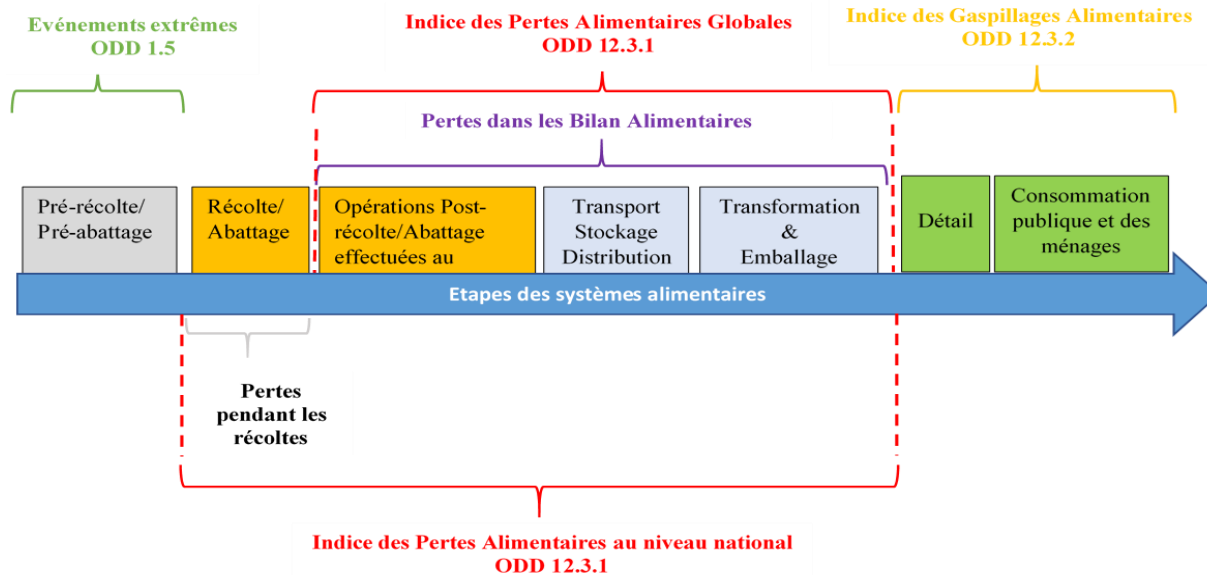 Evénements extrêmes
ODD 1.5
Indice des Pertes Alimentaires Globales
ODD 12.3.1
Indice des Gaspillages Alimentaires
ODD 12.3.2
Pertes dans les Bilan Alimentaires
Pré-récolte/
Pré-abattage
Récolte/
Abattage
Opérations Post-
récolte/Abattage
effectuées au
Transport
Stockage
Distribution
Transformation
&
Emballage
Détail
Consommation
publique et des
ménages
Etapes des systèmes alimentaires
Pertes
pendant les
récoltes
Indice des Pertes Alimentaires au niveau national
ODD 12.3.1